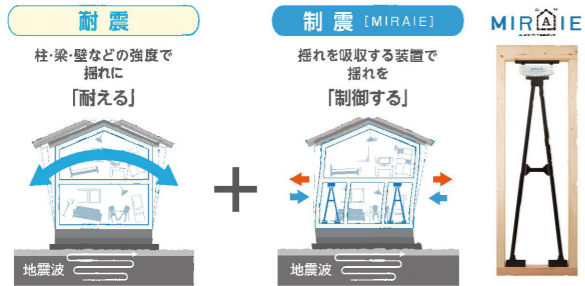 耐震
柱・梁・壁などの強度で
揺れに
「耐える」
地震波
制震［MIRAIE］
揺れを吸収する装置で
揺れを
「制御する」
地震波
MIRAIE